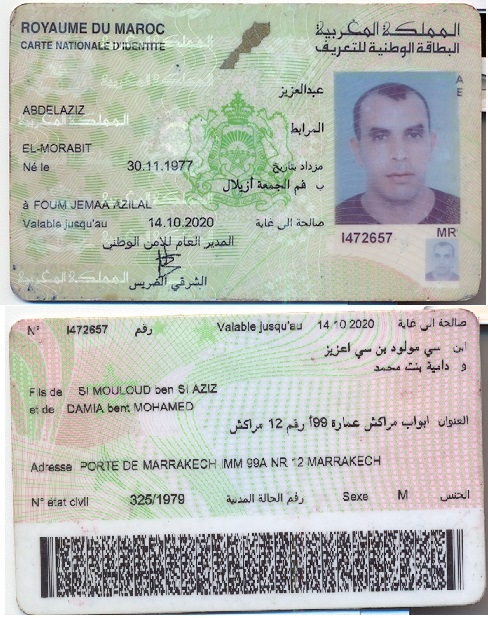 ROYAUME DU MAROC
المملكة المغربية
CARTE NATIONALE D'IDENTITÉ
البطاقة الوطنية للتعريف
عبدالعزيز
ABDELAZIZ
المرابط
EL-MORABIT
Né le 30.11.1977 مزداد بتاريخ
ب فم الجمعة أزيلال
à FOUM JEMAA AZILAL
Valable jusqu'au 14.10.2020 صالحة الى غاية
المدير العام للأمن الوطني
الشرقي الضريس
I472657
MR
A
E
N° I472657 رقم Valable jusqu'au 14.10.2020 صالحة الى غاية
ابن سي مولود بن سي اعزيز
و دامية بنت محمد
Fils de SI MOULOUD ben SI AZIZ
et de DAMIA bent MOHAMED
العنوان ابواب مراكش عمارة 99أ رقم 12 مراكش
Adresse PORTE DE MARRAKECH IMM 99A NR 12 MARRAKECH
N° état civil 325/1979 رقم الحالة المدنية Sexe M الجنس